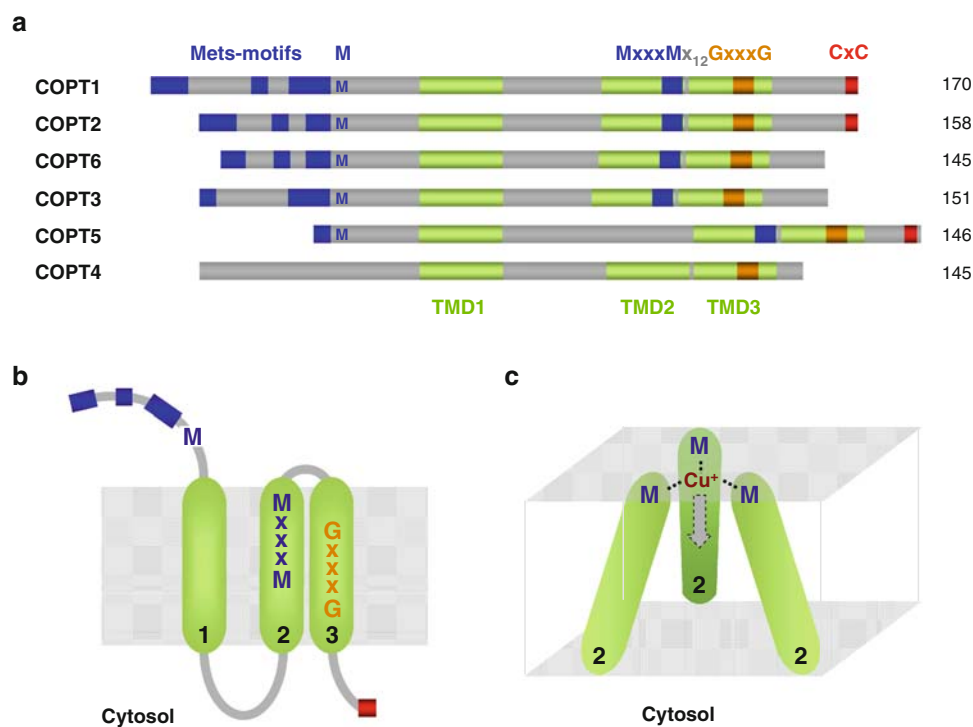 a
Mets-motifs M MxxxMx12GxxxG CxC
COPT1 M 170
COPT2 M 158
COPT6 M 145
COPT3 M 151
COPT5 M 146
COPT4 145
TMD1 TMD2 TMD3
b
M
M
x
x
x
M
G
x
x
x
G
1 2 3
Cytosol
c
M
Cu⁺
M M
2
2 2
Cytosol